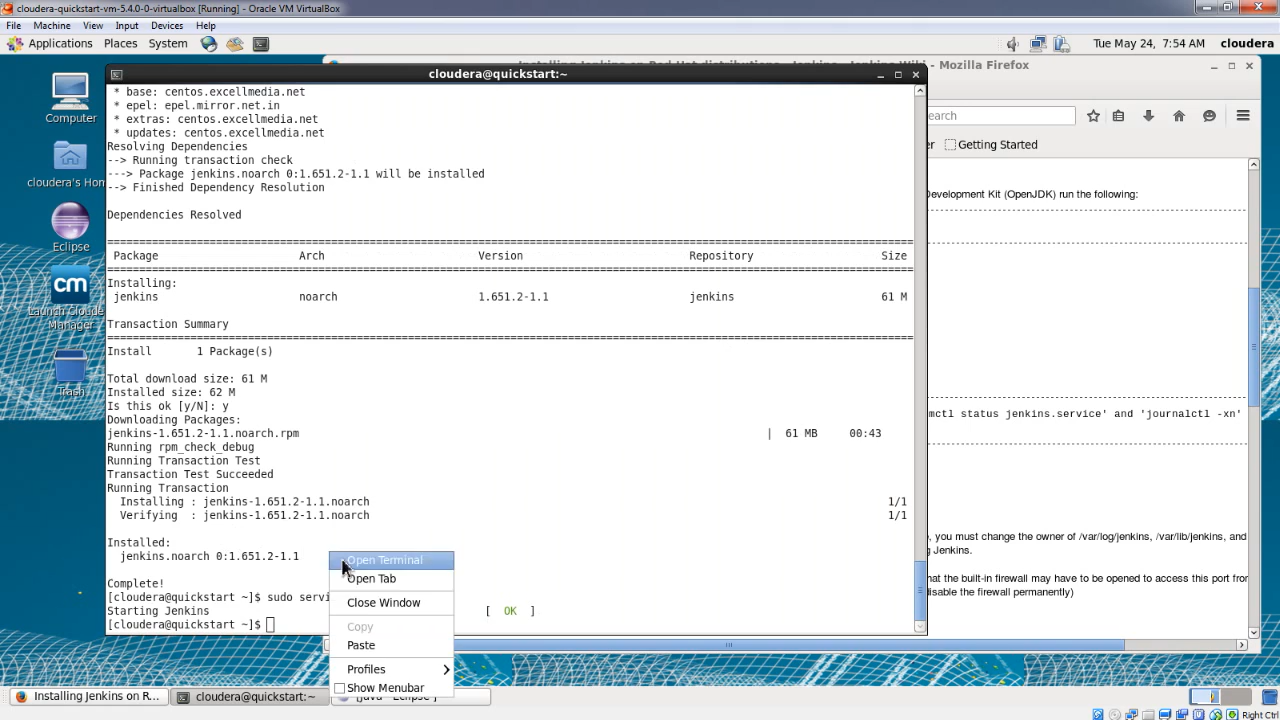 cloudera-quickstart-vm-5.4.0-0-virtualbox [Running] - Oracle VM VirtualBox
File Machine View Input Devices Help
Applications Places System Tue May 24, 7:54 AM cloudera
Mozilla Firefox
cloudera@quickstart:~
Computer
cloudera's Hom
Eclipse
cm
Launch Cloude
Manager
Trash
* base: centos.excellmedia.net
* epel: epel.mirror.net.in
* extras: centos.excellmedia.net
* updates: centos.excellmedia.net
Resolving Dependencies
--> Running transaction check
---> Package jenkins.noarch 0:1.651.2-1.1 will be installed
--> Finished Dependency Resolution
Dependencies Resolved
================================================================================
Package Arch Version Repository Size
================================================================================
Installing:
jenkins noarch 1.651.2-1.1 jenkins 61 M
Transaction Summary
================================================================================
Install 1 Package(s)
Total download size: 61 M
Installed size: 62 M
Is this ok [y/N]: y
Downloading Packages:
jenkins-1.651.2-1.1.noarch.rpm | 61 MB 00:43
Running rpm_check_debug
Running Transaction Test
Transaction Test Succeeded
Running Transaction
Installing : jenkins-1.651.2-1.1.noarch 1/1
Verifying : jenkins-1.651.2-1.1.noarch 1/1
Installed:
jenkins.noarch 0:1.651.2-1.1
Complete!
[cloudera@quickstart ~]$ sudo servi
Starting Jenkins [ OK ]
[cloudera@quickstart ~]$
Open Terminal
Open Tab
Close Window
Copy
Paste
Profiles
Show Menubar
earch
er Getting Started
Development Kit (OpenJDK) run the following:
mctl status jenkins.service' and 'journalctl -xn'
, you must change the owner of /var/log/jenkins, /var/lib/jenkins, and
g Jenkins.
hat the built-in firewall may have to be opened to access this port from
disable the firewall permanently)
Installing Jenkins on R... cloudera@quickstart:~ [Java - Eclipse ]
Right Ctrl